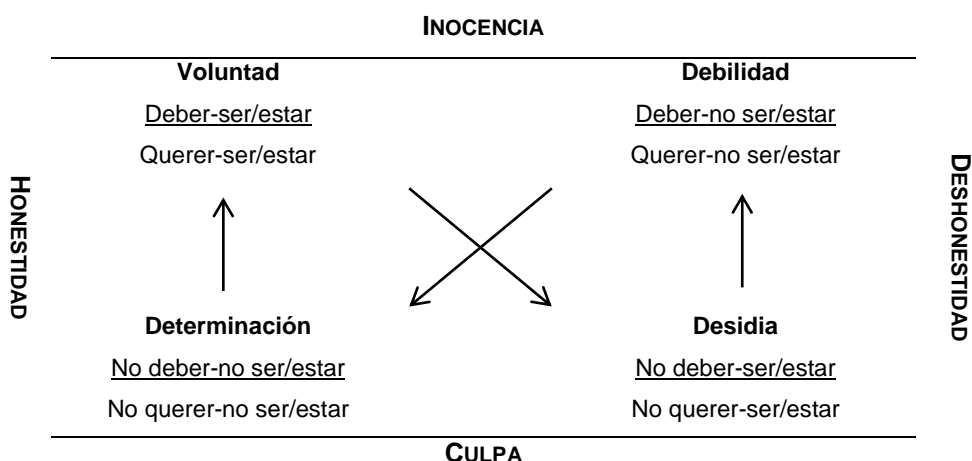 INOCENCIA
Voluntad
Debilidad
Deber-ser/estar
Deber-no ser/estar
Querer-ser/estar
Querer-no ser/estar
HONESTIDAD
DESHONESTIDAD
Determinación
Desidia
No deber-no ser/estar
No deber-ser/estar
No querer-no ser/estar
No querer-ser/estar
CULPA